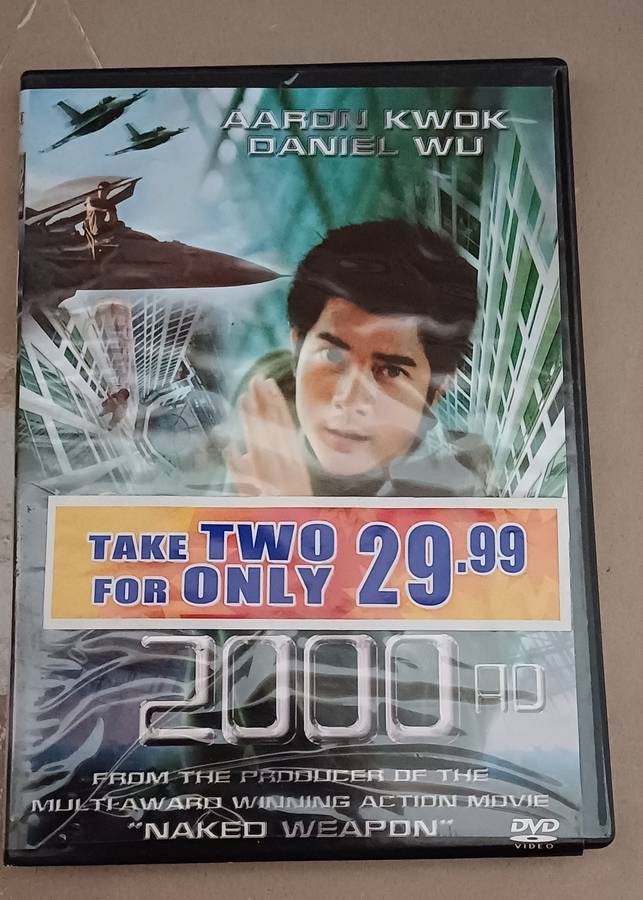 AARON KWOK
DANIEL WU
TAKE TWO
FOR ONLY 29.99
2000 AD
FROM THE PRODUCER OF THE
MULTI-AWARD WINNING ACTION MOVIE
"NAKED WEAPON"
DVD
VIDEO